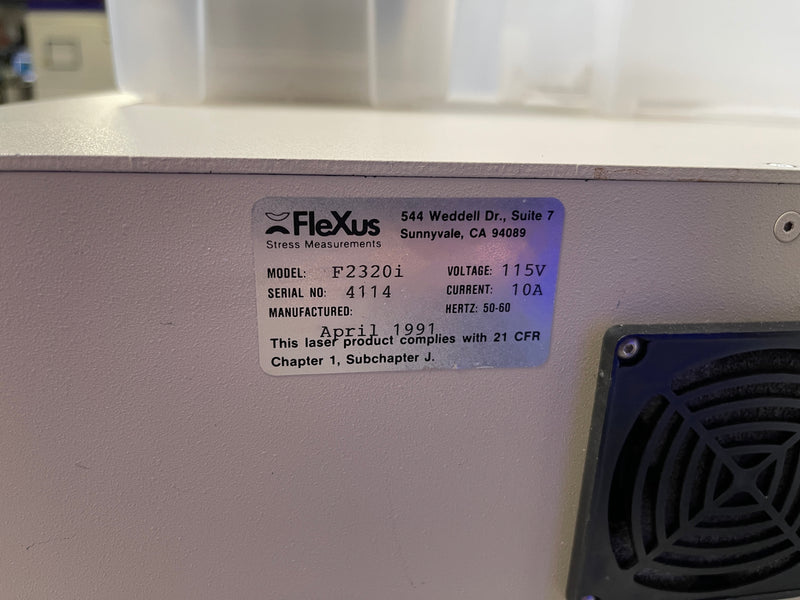 FleXus
Stress Measurements
544 Weddell Dr., Suite 7
Sunnyvale, CA 94089
MODEL: F2320i
VOLTAGE: 115V
SERIAL NO: 4114
CURRENT: 10A
MANUFACTURED:
HERTZ: 50-60
April 1991
This laser product complies with 21 CFR
Chapter 1, Subchapter J.